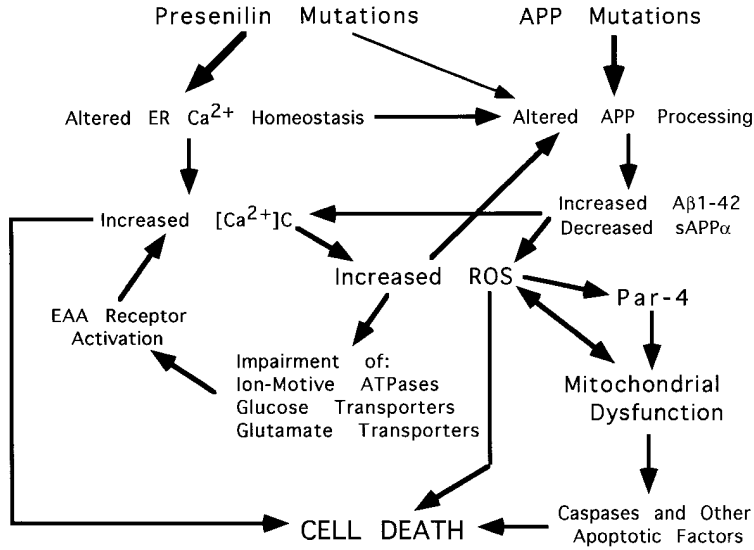 Presenilin Mutations
APP Mutations
Altered ER Ca2+ Homeostasis
Altered APP Processing
Increased [Ca2+]C
Increased Aβ1-42
Decreased sAPPα
Increased ROS
Par-4
EAA Receptor
Activation
Impairment of:
Ion-Motive ATPases
Glucose Transporters
Glutamate Transporters
Mitochondrial
Dysfunction
CELL DEATH
Caspases and Other
Apoptotic Factors